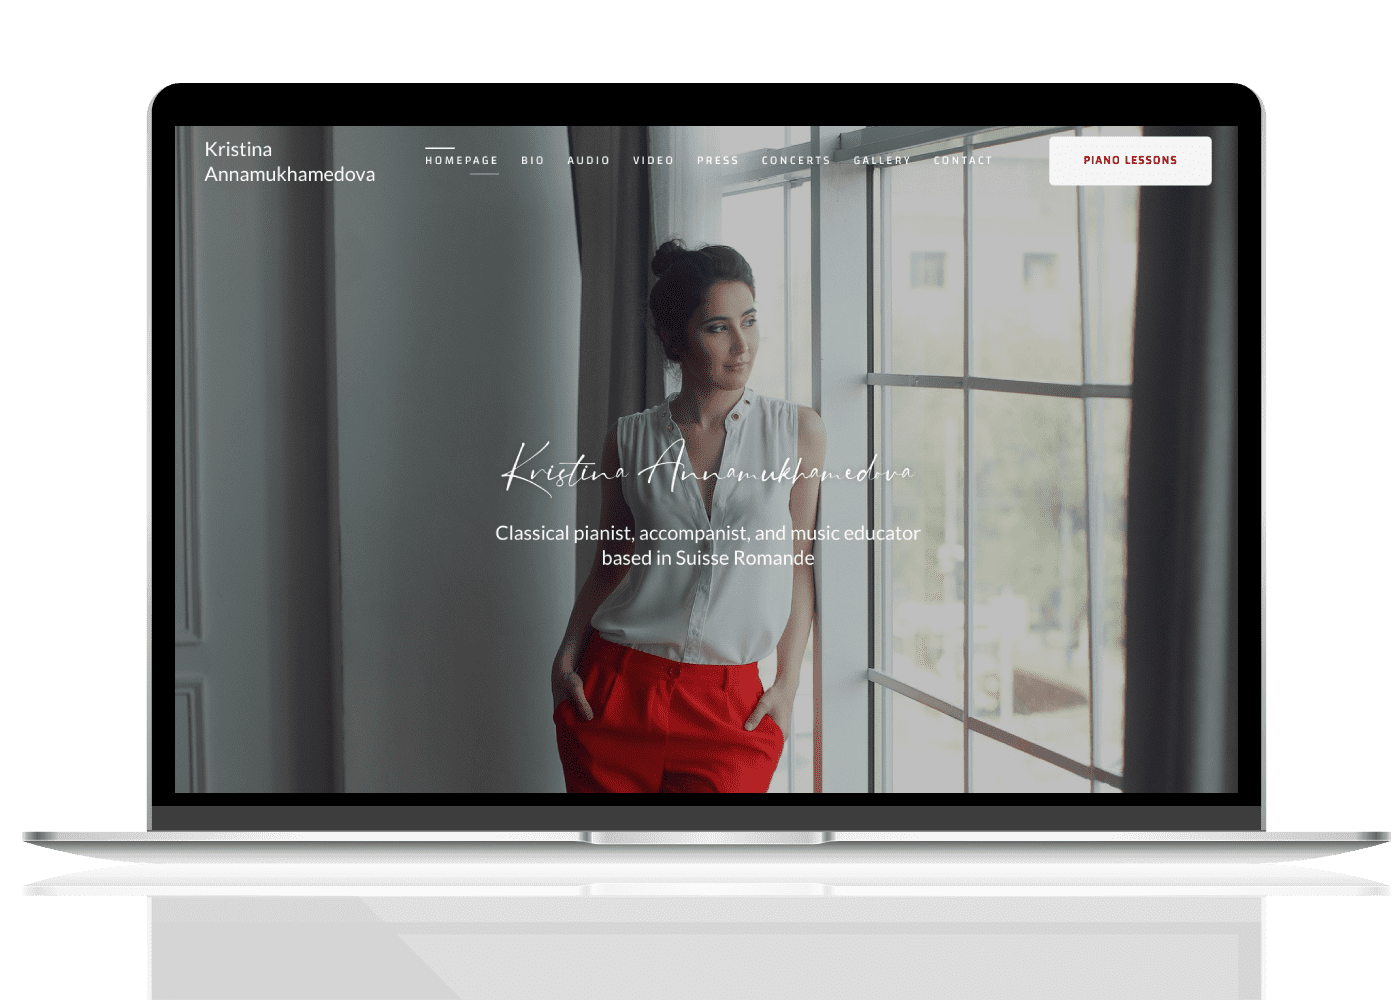 Kristina
Annamukhamedova
HOMEPAGE BIO AUDIO VIDEO PRESS CONCERTS GALLERY CONTACT
PIANO LESSONS
Kristina Annamukhamedova
Classical pianist, accompanist, and music educator
based in Suisse Romande